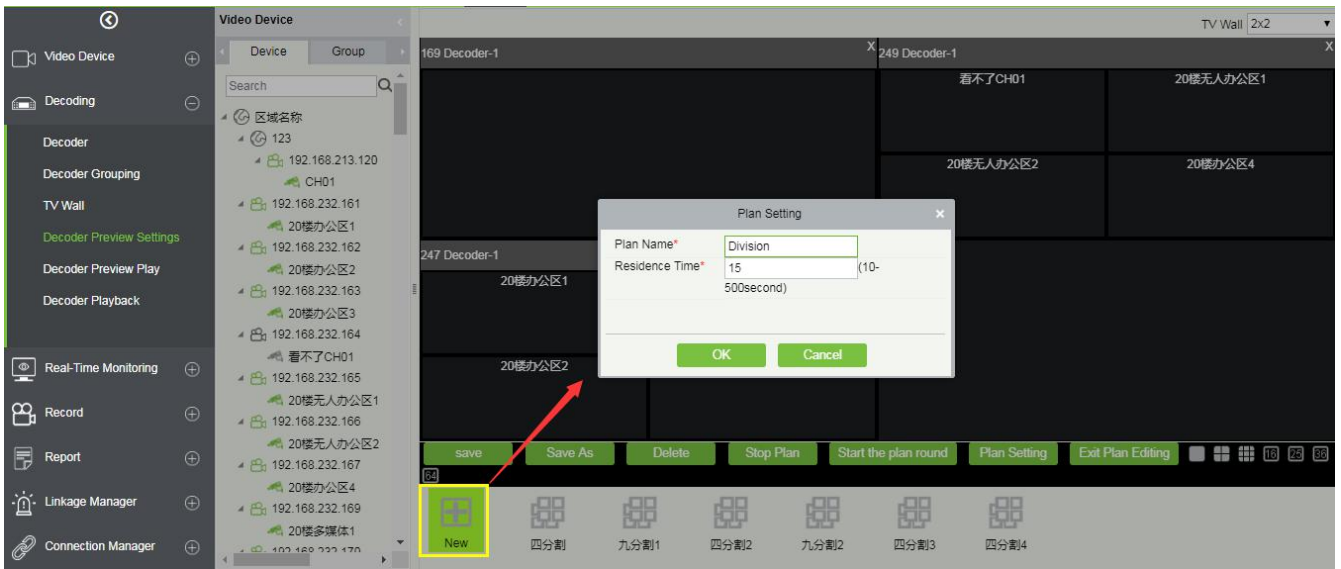 Video Device
Decoding
Decoder
Decoder Grouping
TV Wall
Decoder Preview Settings
Decoder Preview Play
Decoder Playback
Real-Time Monitoring
Record
Report
Linkage Manager
Connection Manager
Video Device
Device Group
Search
区域名称
123
192.168.213.120
CH01
192.168.232.161
20楼办公区1
192.168.232.162
20楼办公区2
192.168.232.163
20楼办公区3
192.168.232.164
看不了CH01
192.168.232.165
20楼无人办公区1
192.168.232.166
20楼无人办公区2
192.168.232.167
20楼办公区4
192.168.232.169
20楼多媒体1
192.168.232.170
TV Wall 2x2
169 Decoder-1 X
249 Decoder-1 X
看不了CH01 20楼无人办公区1
20楼无人办公区2 20楼办公区4
247 Decoder-1
20楼办公区1
20楼办公区2
Plan Setting ×
Plan Name* Division
Residence Time* 15 (10-
500second)
OK Cancel
save Save As Delete Stop Plan Start the plan round Plan Setting Exit Plan Editing 16 25 36
64
New 四分割 九分割1 四分割2 九分割2 四分割3 四分割4